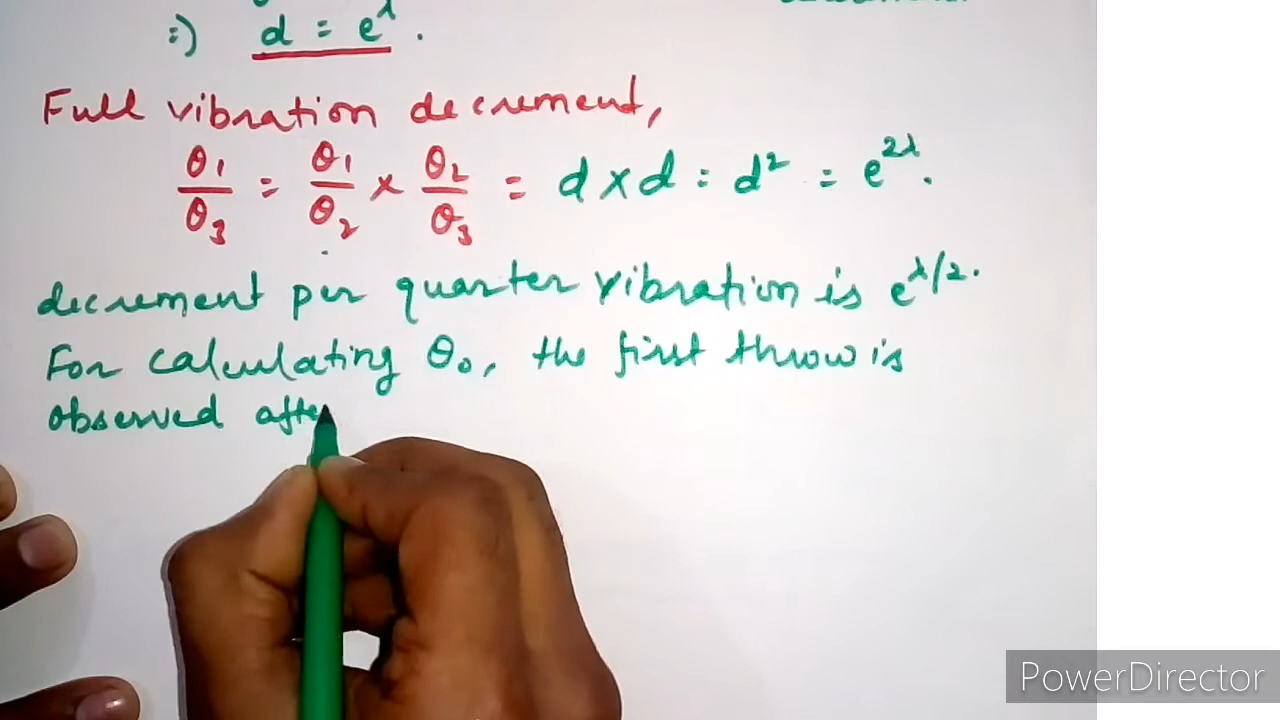 =) d = e^λ .
Full vibration decrement,
θ1/θ3 = θ1/θ2 × θ2/θ3 = d × d = d² = e^2λ.
decrement per quarter vibration is e^λ/2.
For calculating θ0, the first throw is
observed afte
PowerDirector